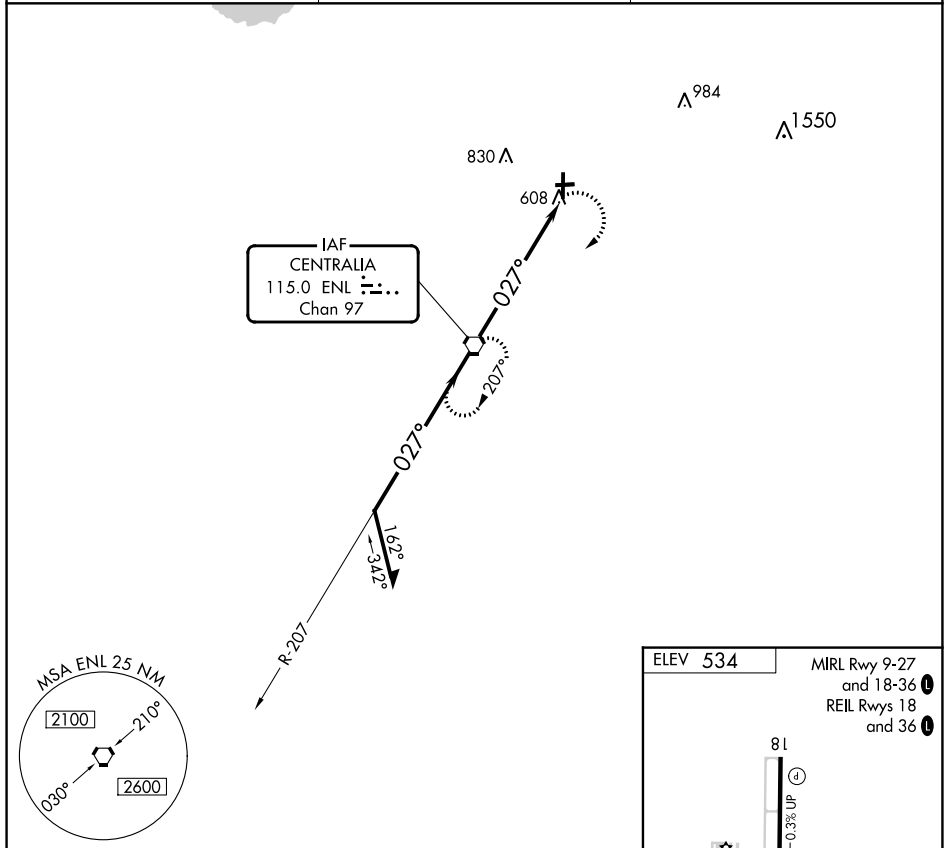 984
1550
830
608
IAF
CENTRALIA
115.0 ENL
Chan 97
027°
207°
027°
162°
342°
R-207
MSA ENL 25 NM
2100
210°
030°
2600
ELEV 534
MIRL Rwy 9-27
and 18-36 L
REIL Rwys 18
and 36 L
18
P
0.3% UP